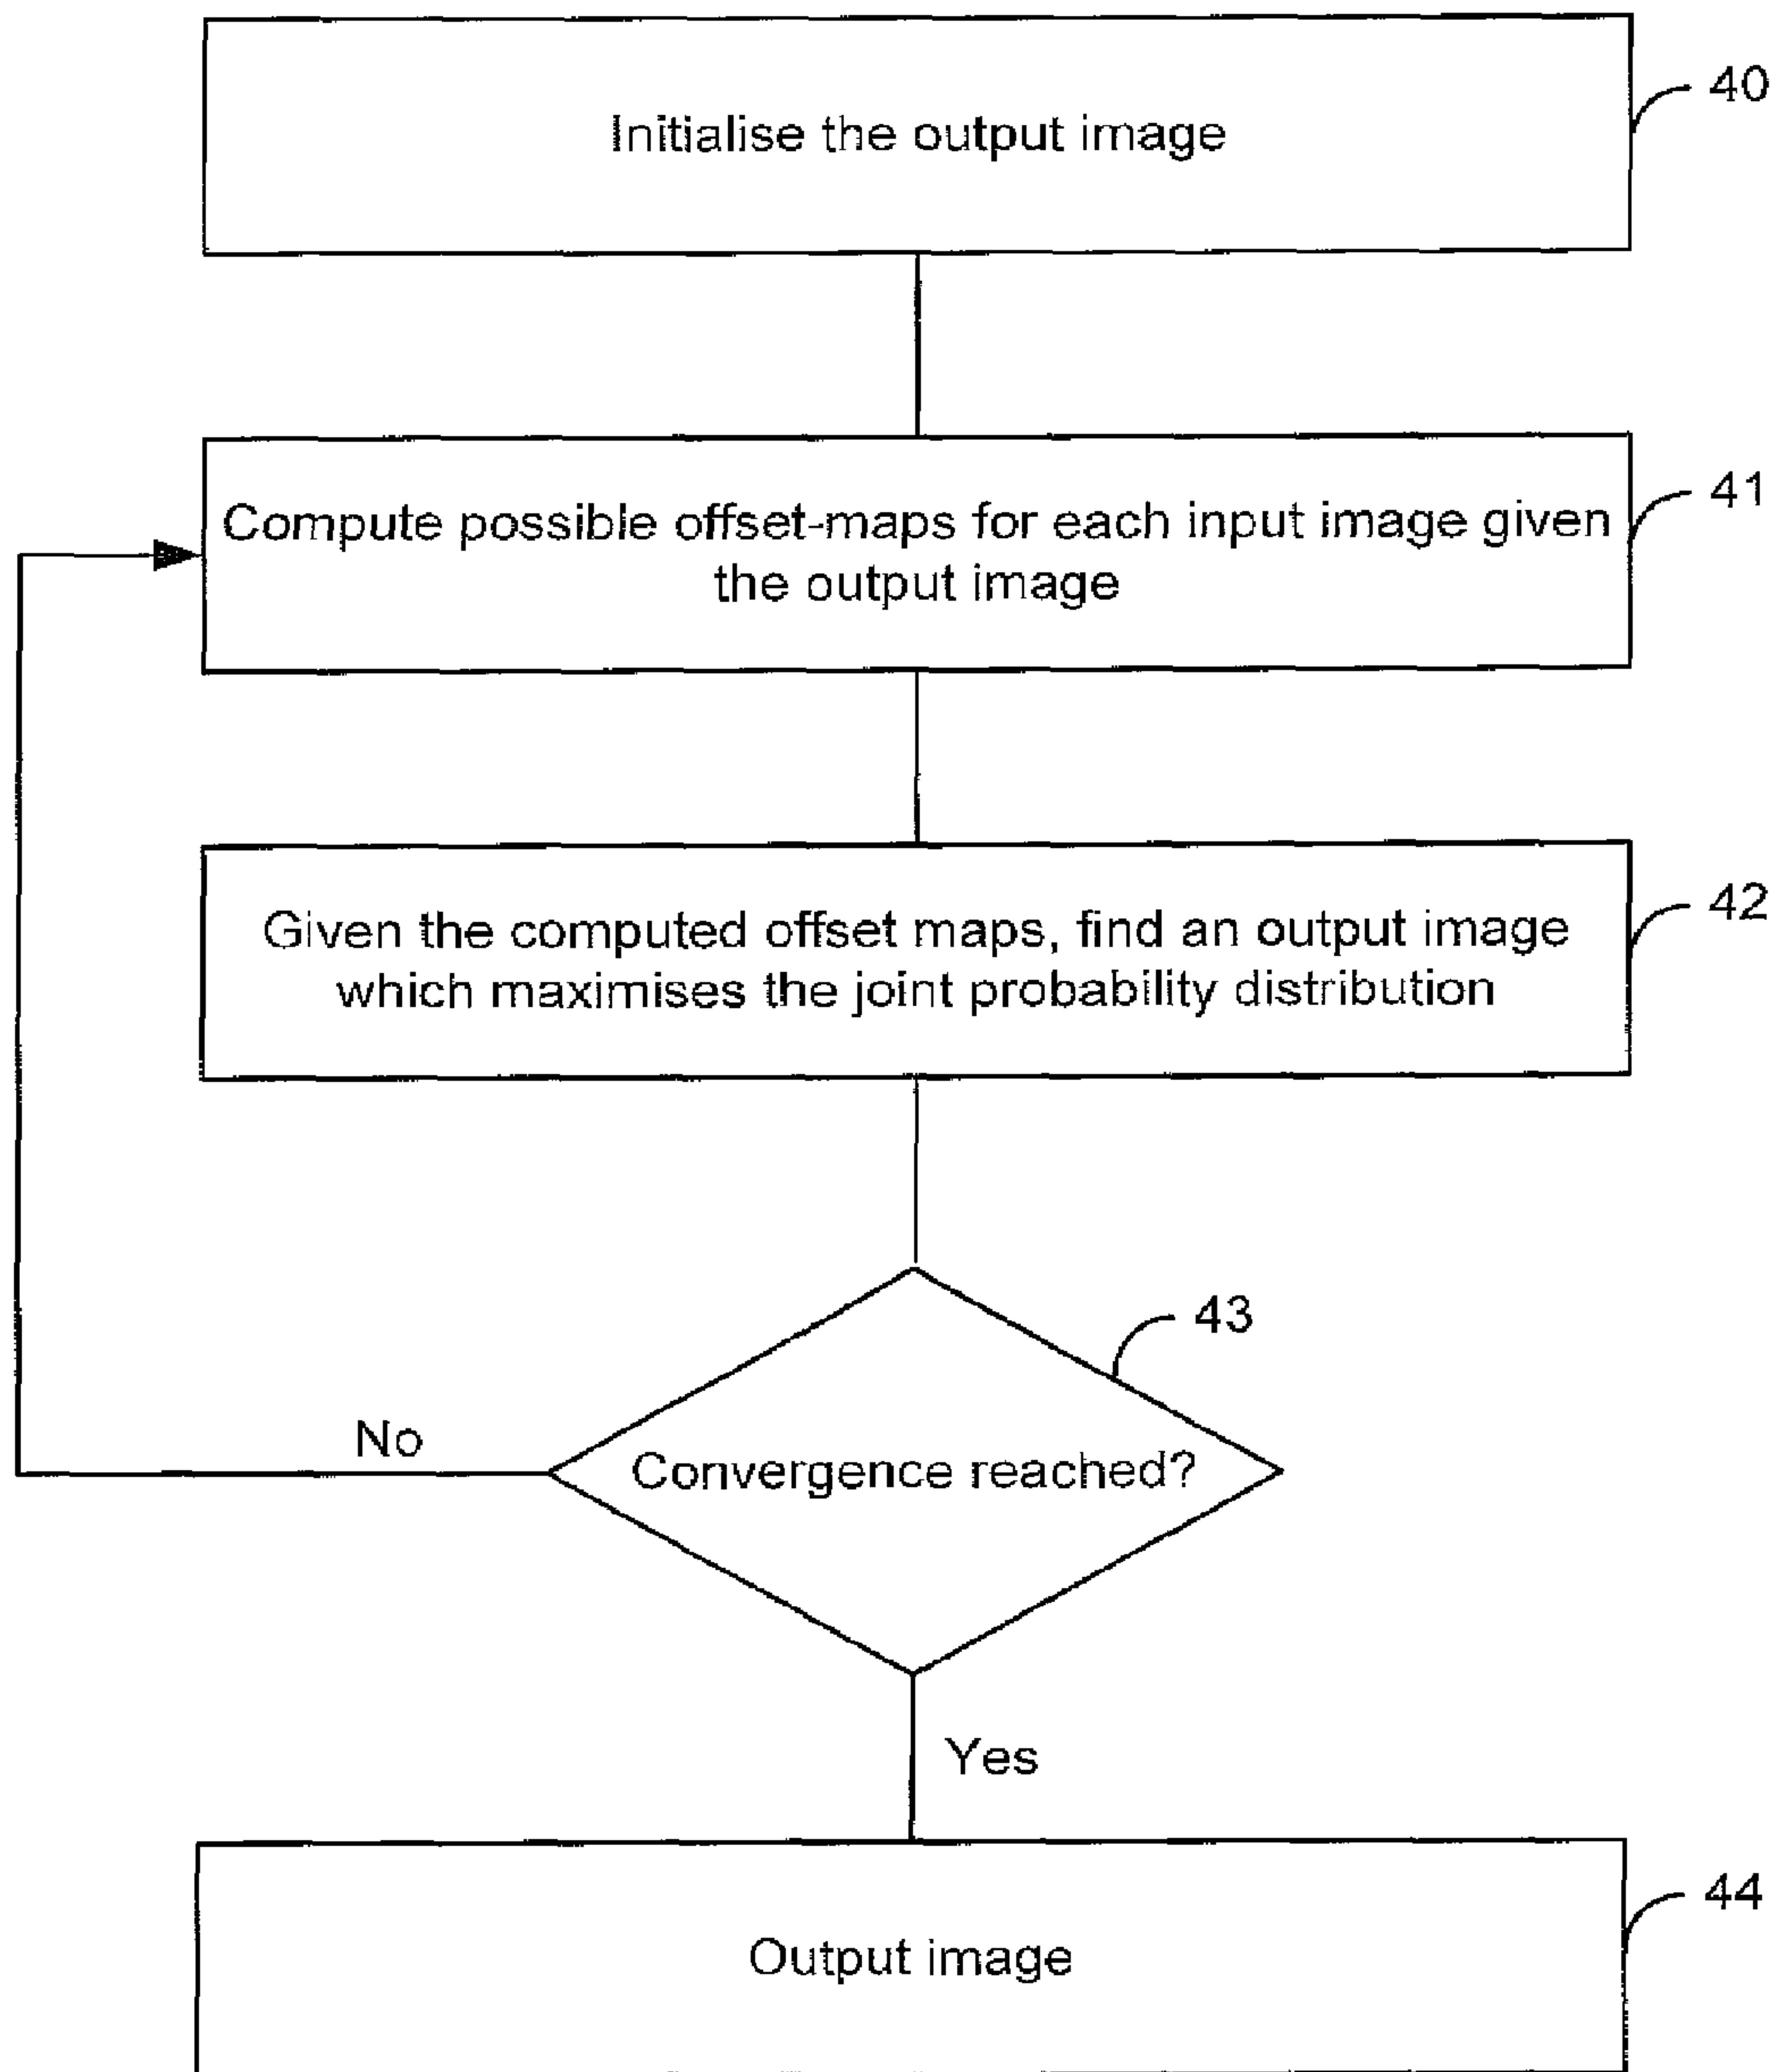 Initialise the output image
40
Compute possible offset-maps for each input image given
the output image
41
Given the computed offset maps, find an output image
which maximises the joint probability distribution
42
43
Convergence reached?
No
Yes
Output image
44